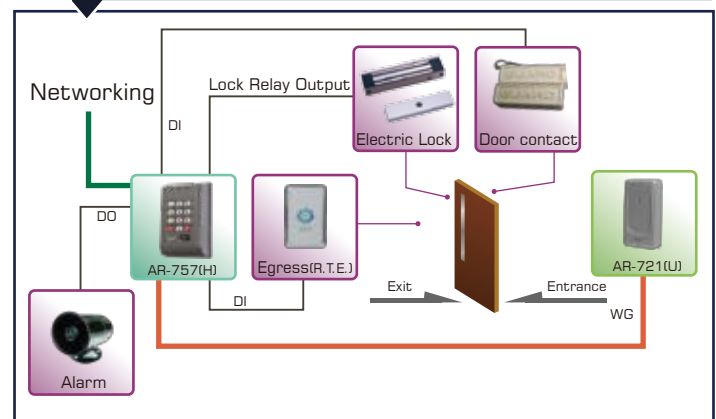 Networking
Lock Relay Output
DI
Electric Lock
Door contact
DO
AR-757(H)
Egress(R.T.E.)
AR-721(U)
DI
Exit
Entrance
WG
Alarm